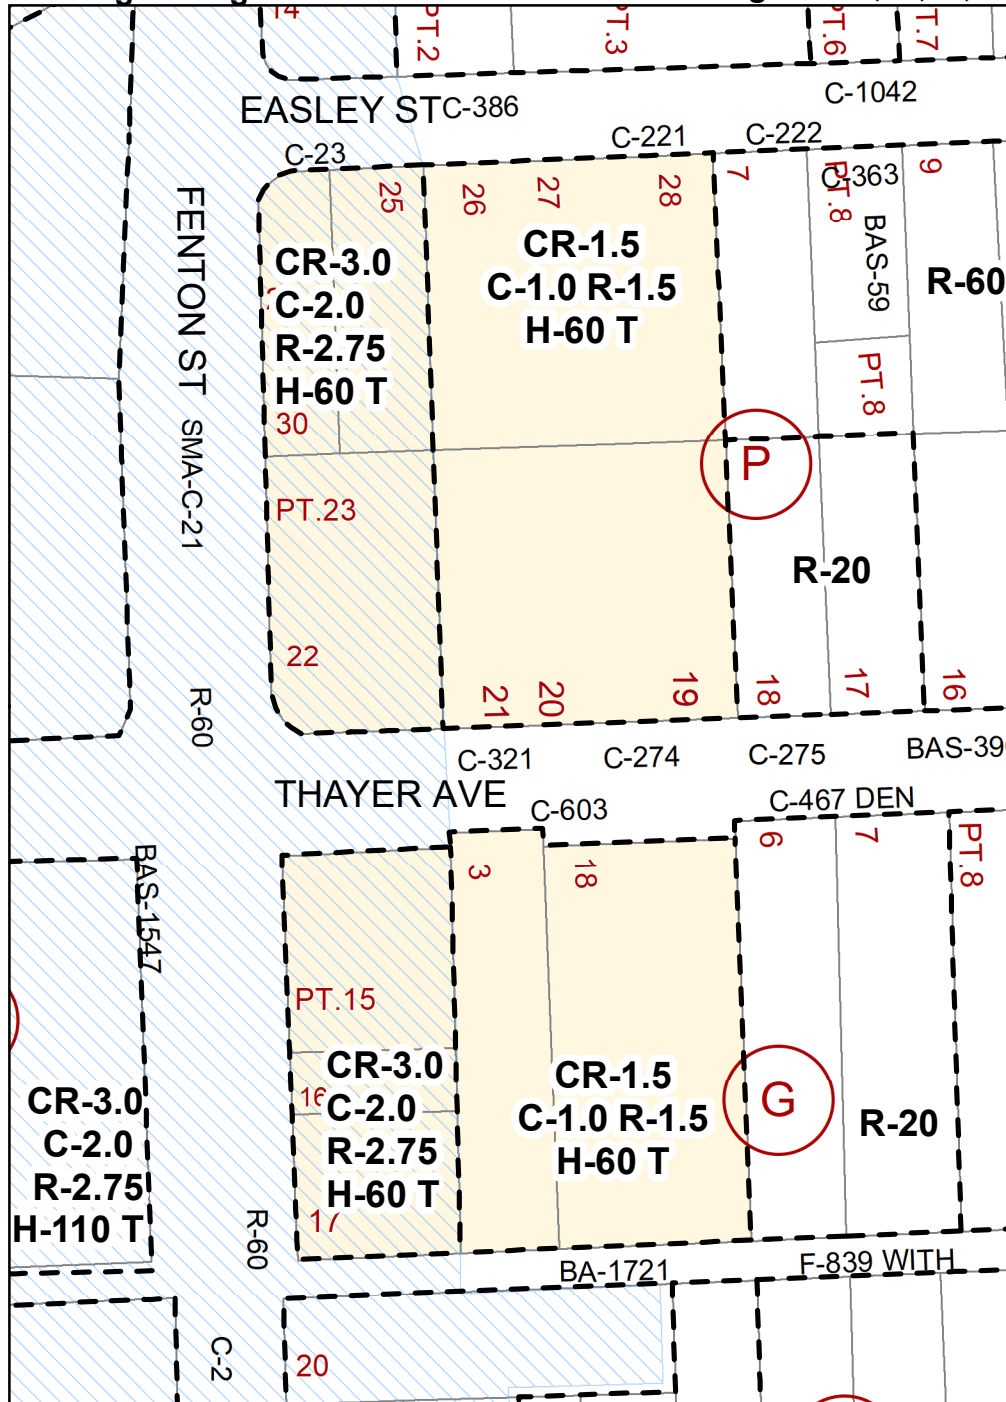 14
PT.2
PT.3
PT.6
PT.7
EASLEY ST
C-386
C-1042
C-23
C-221
C-222
C-363
FENTON ST
25
26
27
28
7
PT.8
9
BAS-59
CR-3.0
C-2.0
R-2.75
H-60 T
CR-1.5
C-1.0 R-1.5
H-60 T
R-60
30
PT.8
SMA-C-21
PT.23
P
R-20
22
21
20
19
18
17
16
R-60
C-321
C-274
C-275
THAYER AVE
C-603
C-467 DEN
BAS-1547
3
18
6
7
PT.8
PT.15
16
17
CR-3.0
C-2.0
R-2.75
H-60 T
CR-1.5
C-1.0 R-1.5
H-60 T
G
R-20
CR-3.0
C-2.0
R-2.75
H-110 T
R-60
BA-1721
F-839 WITH
C-2
20